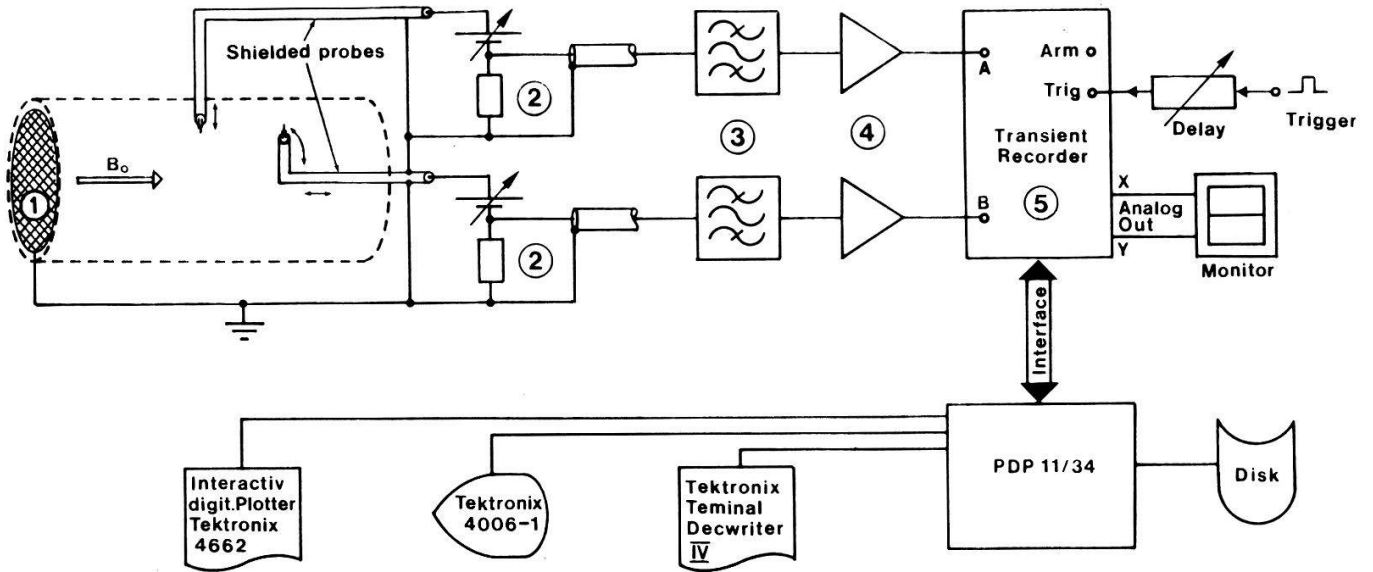 Shielded probes
B₀
1
2
2
3
4
A
B
Arm
Trig
Transient
Recorder
5
Delay
Trigger
X
Analog
Out
Y
Monitor
Interface
PDP 11/34
Disk
Interactiv
digit.Plotter
Tektronix
4662
Tektronix
4006-1
Tektronix
Teminal
Decwriter
IV